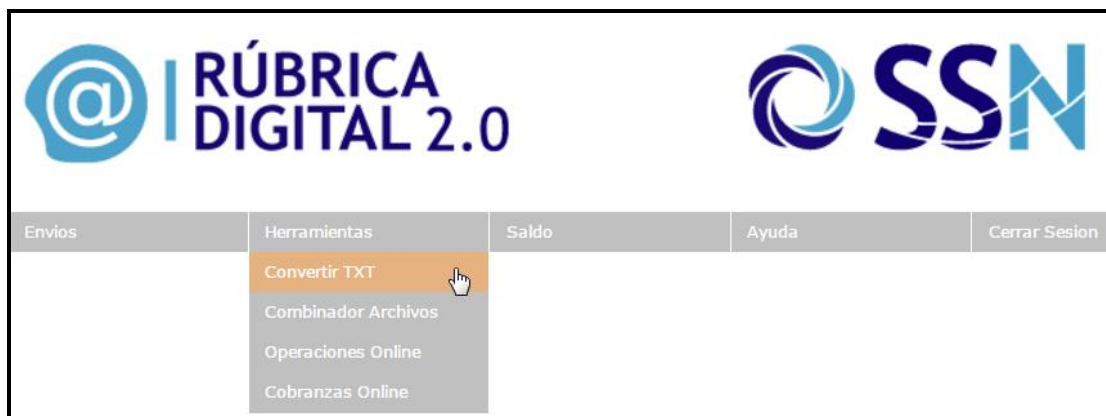 @ RÚBRICA
DIGITAL 2.0
SSN
Envios Herramientas Saldo Ayuda Cerrar Sesion
Convertir TXT
Combinador Archivos
Operaciones Online
Cobranzas Online